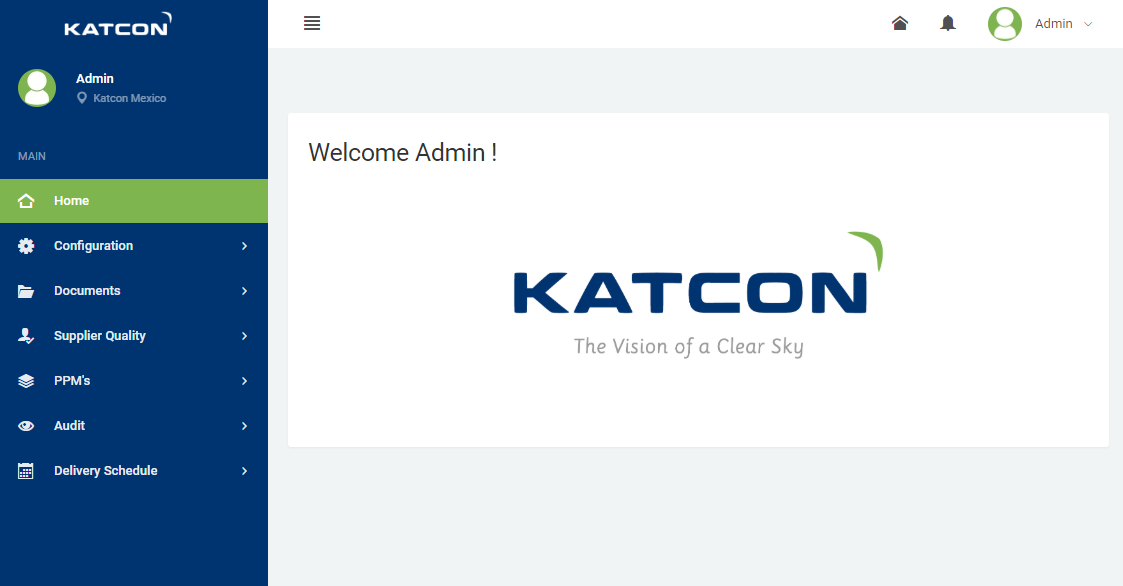 KATCON
Admin
Admin
Katcon Mexico
MAIN
Home
Configuration
Documents
Supplier Quality
PPM's
Audit
Delivery Schedule
Welcome Admin !
KATCON
The Vision of a Clear Sky